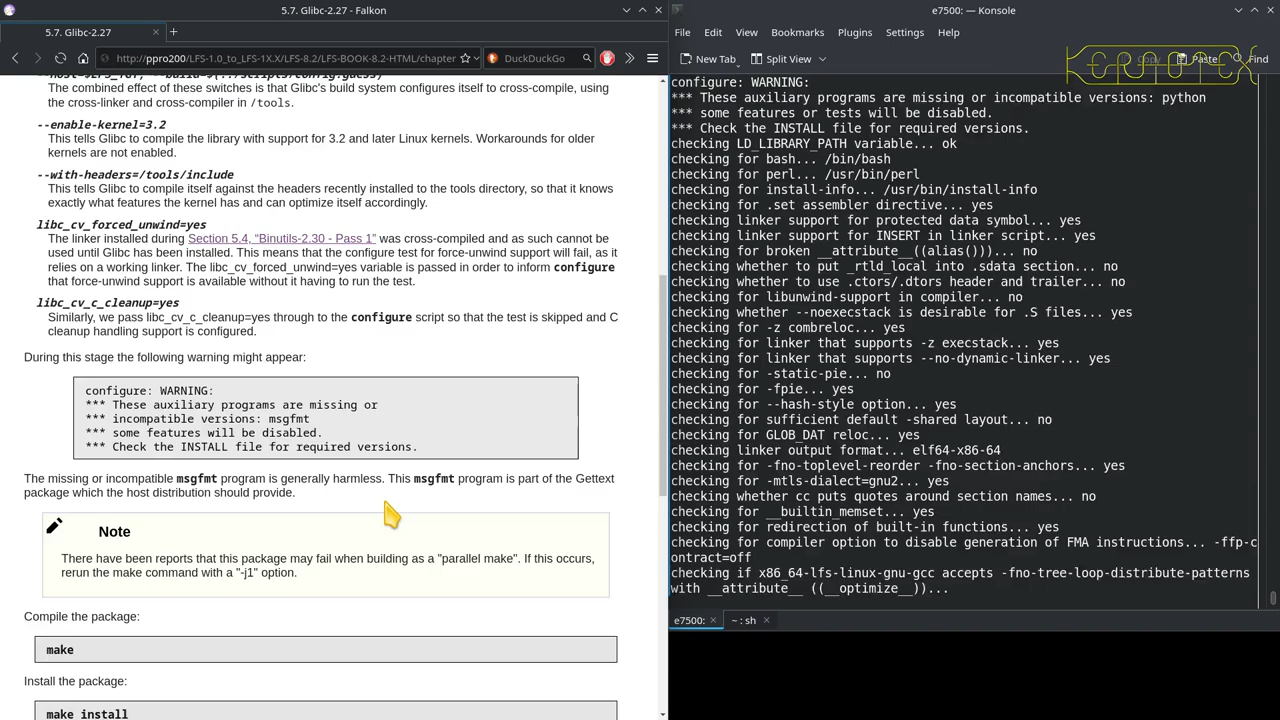 5.7. Glibc-2.27 - Falkon
5.7. Glibc-2.27
http://ppro200/LFS-1.0_to_LFS-1X.X/LFS-8.2/LFS-BOOK-8.2-HTML/chapter
DuckDuckGo
--host=$LFS_TGT, --build=$(../scripts/config.guess)
The combined effect of these switches is that Glibc's build system configures itself to cross-compile, using
the cross-linker and cross-compiler in /tools.
--enable-kernel=3.2
This tells Glibc to compile the library with support for 3.2 and later Linux kernels. Workarounds for older
kernels are not enabled.
--with-headers=/tools/include
This tells Glibc to compile itself against the headers recently installed to the tools directory, so that it knows
exactly what features the kernel has and can optimize itself accordingly.
libc_cv_forced_unwind=yes
The linker installed during Section 5.4, “Binutils-2.30 - Pass 1” was cross-compiled and as such cannot be
used until Glibc has been installed. This means that the configure test for force-unwind support will fail, as it
relies on a working linker. The libc_cv_forced_unwind=yes variable is passed in order to inform configure
that force-unwind support is available without it having to run the test.
libc_cv_c_cleanup=yes
Similarly, we pass libc_cv_c_cleanup=yes through to the configure script so that the test is skipped and C
cleanup handling support is configured.
During this stage the following warning might appear:
configure: WARNING:
*** These auxiliary programs are missing or
*** incompatible versions: msgfmt
*** some features will be disabled.
*** Check the INSTALL file for required versions.
The missing or incompatible msgfmt program is generally harmless. This msgfmt program is part of the Gettext
package which the host distribution should provide.
Note
There have been reports that this package may fail when building as a "parallel make". If this occurs,
rerun the make command with a "-j1" option.
Compile the package:
make
Install the package:
make install
e7500: — Konsole
File Edit View Bookmarks Plugins Settings Help
New Tab Split View Copy Paste Find
KERNOTEX
configure: WARNING:
*** These auxiliary programs are missing or incompatible versions: python
*** some features or tests will be disabled.
*** Check the INSTALL file for required versions.
checking LD_LIBRARY_PATH variable... ok
checking for bash... /bin/bash
checking for perl... /usr/bin/perl
checking for install-info... /usr/bin/install-info
checking for .set assembler directive... yes
checking linker support for protected data symbol... yes
checking linker support for INSERT in linker script... yes
checking for broken __attribute__((alias()))... no
checking whether to put _rtld_local into .sdata section... no
checking whether to use .ctors/.dtors header and trailer... no
checking for libunwind-support in compiler... no
checking whether --noexecstack is desirable for .S files... yes
checking for -z combreloc... yes
checking for linker that supports -z execstack... yes
checking for linker that supports --no-dynamic-linker... yes
checking for -static-pie... no
checking for -fpie... yes
checking for --hash-style option... yes
checking for sufficient default -shared layout... no
checking for GLOB_DAT reloc... yes
checking linker output format... elf64-x86-64
checking for -fno-toplevel-reorder -fno-section-anchors... yes
checking for -mtls-dialect=gnu2... yes
checking whether cc puts quotes around section names... no
checking for __builtin_memset... yes
checking for redirection of built-in functions... yes
checking for compiler option to disable generation of FMA instructions... -ffp-c
ontract=off
checking if x86_64-lfs-linux-gnu-gcc accepts -fno-tree-loop-distribute-patterns
with __attribute__ ((__optimize__))...
e7500:
~ : sh